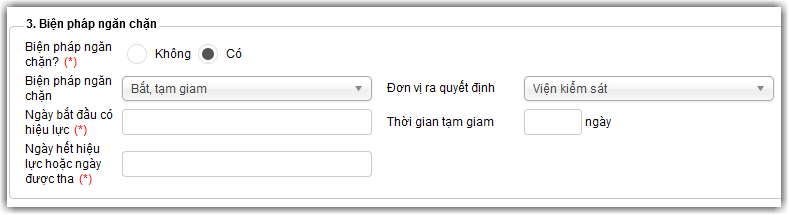 3. Biện pháp ngăn chặn
Biện pháp ngăn
chặn? (*)
Không
Có
Biện pháp ngăn
chặn
Bắt, tạm giam
Đơn vị ra quyết định
Viện kiểm sát
Ngày bắt đầu có
hiệu lực (*)
Thời gian tạm giam
ngày
Ngày hết hiệu
lực hoặc ngày
được tha (*)